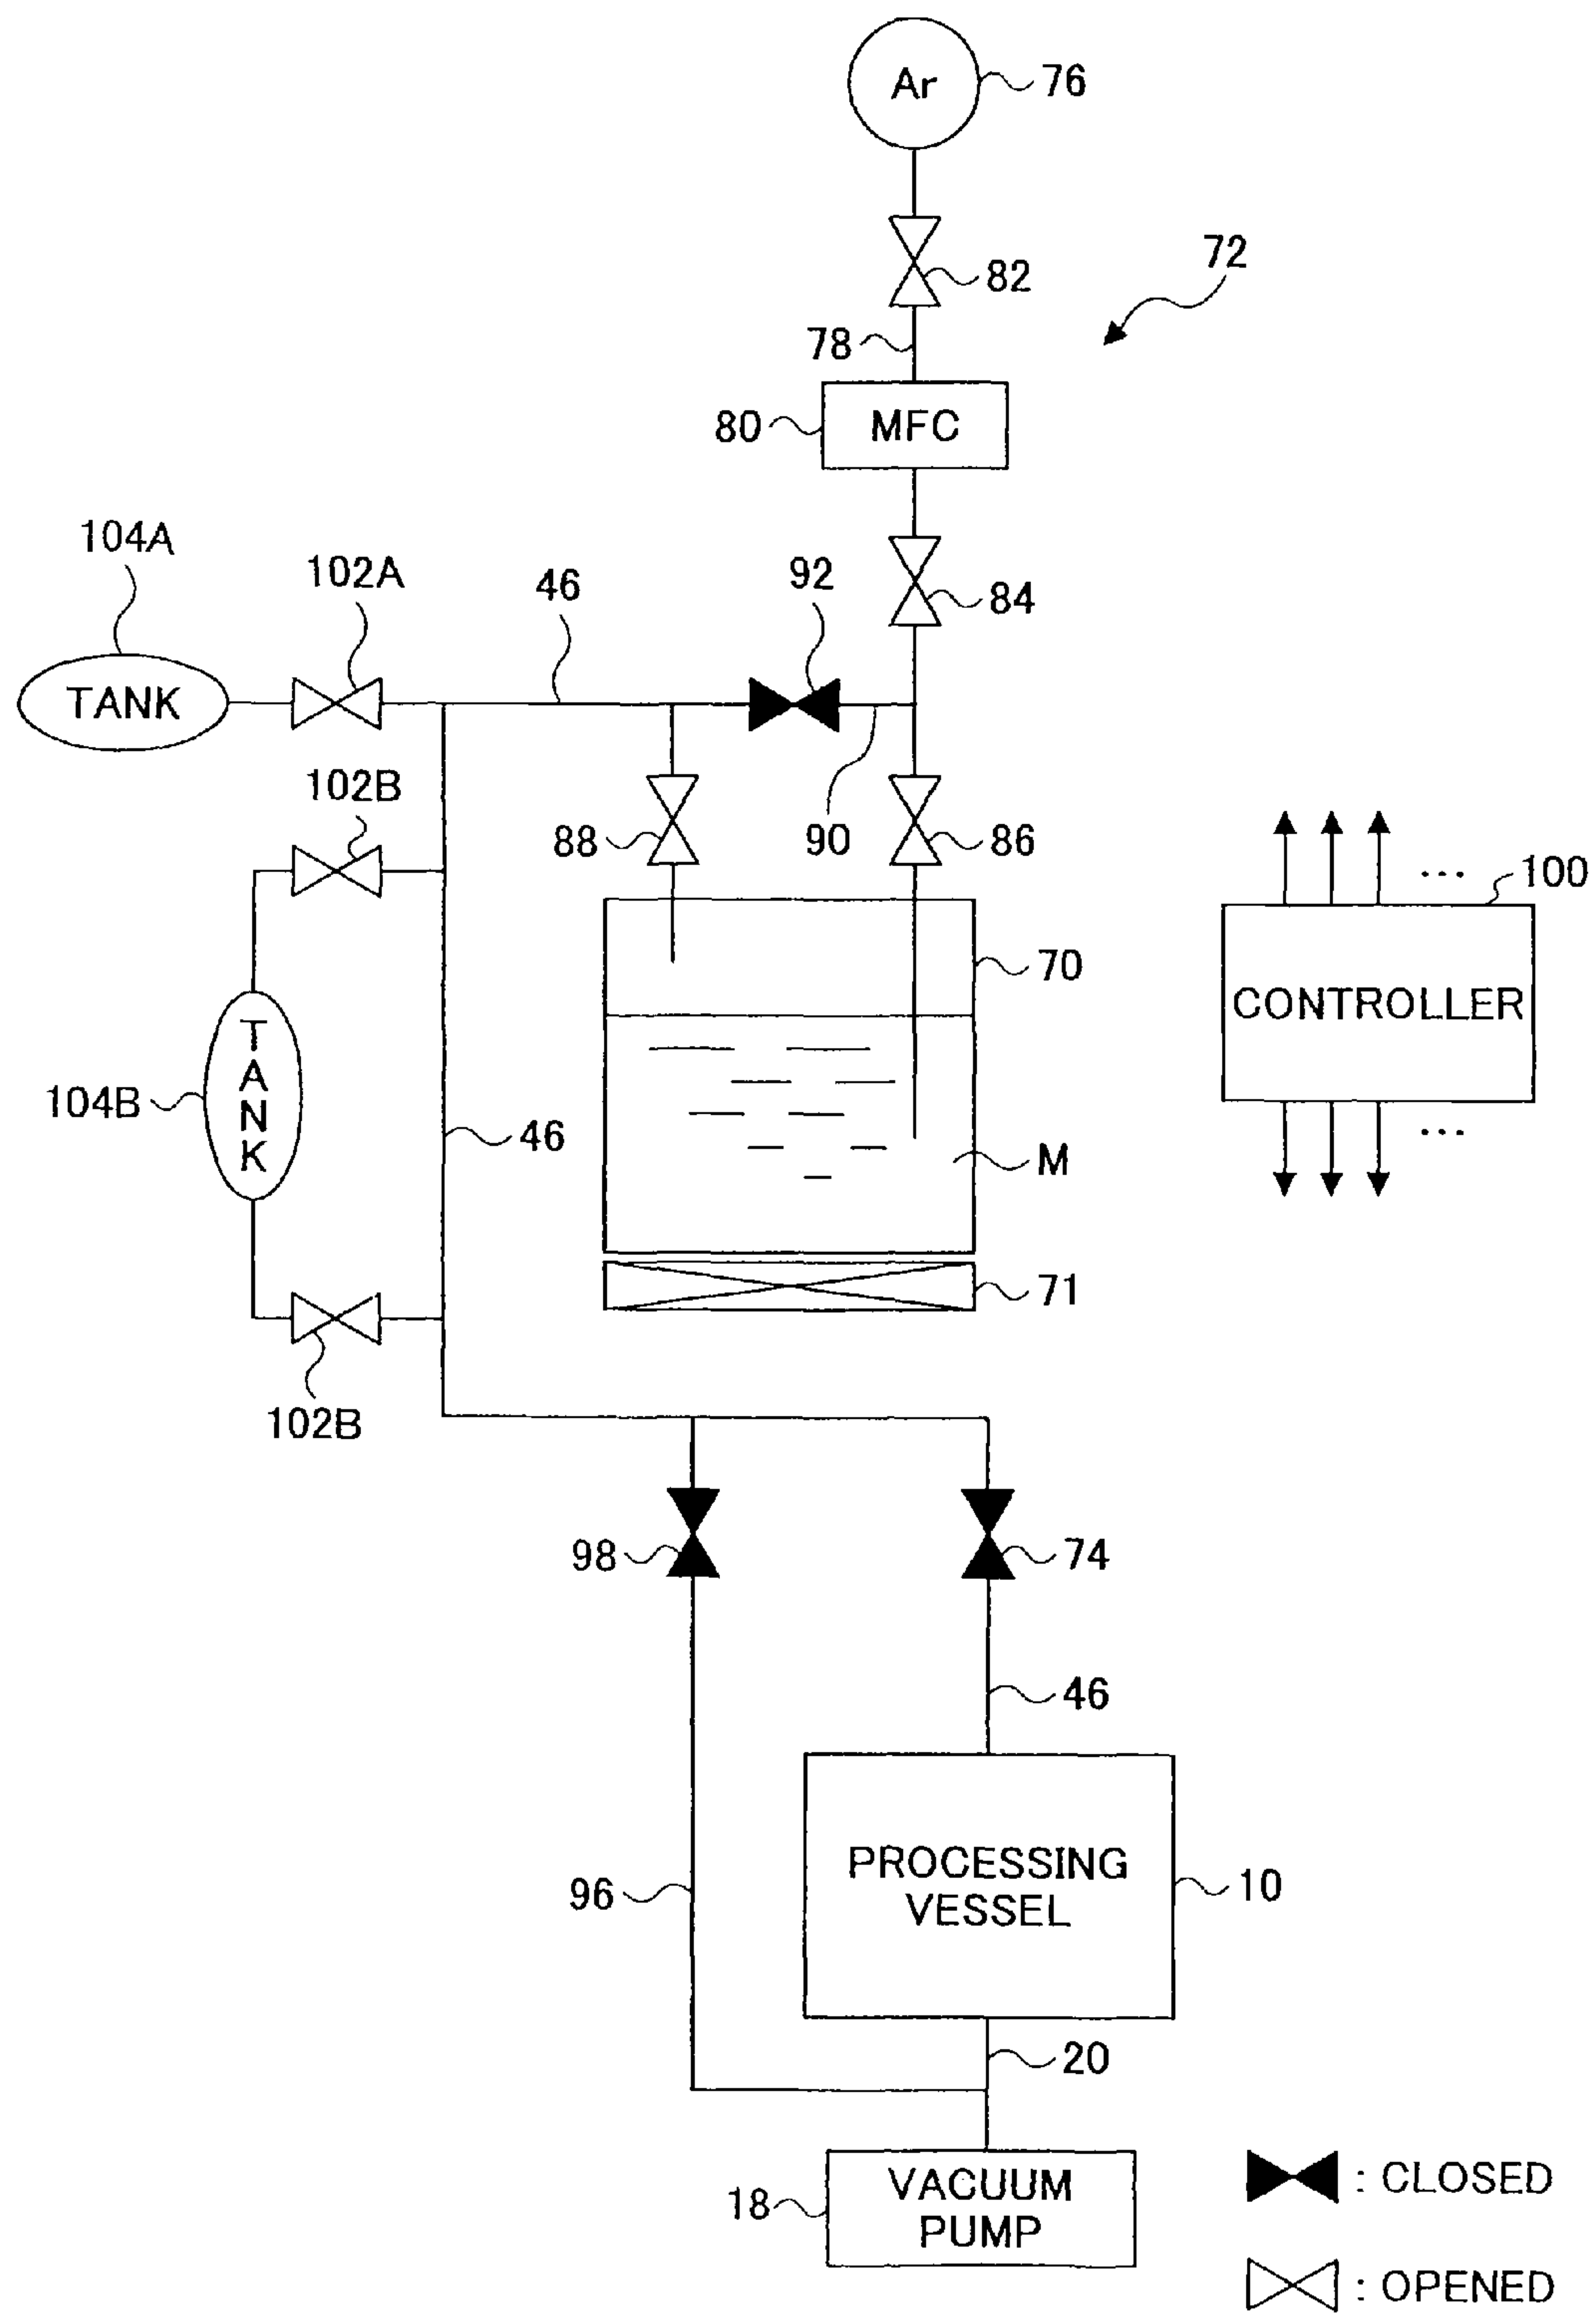 Ar
76
82
72
78
80
MFC
104A
102A
46
92
84
TANK
102B
88
90
86
100
70
CONTROLLER
TANK
104B
46
M
71
102B
98
74
46
PROCESSING
VESSEL
10
96
20
18
VACUUM
PUMP
: CLOSED
: OPENED
...
...